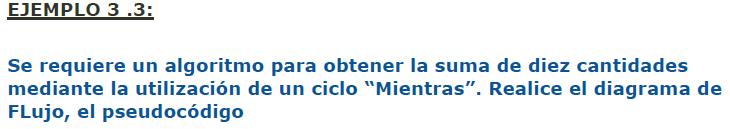 EJEMPLO 3 .3:
Se requiere un algoritmo para obtener la suma de diez cantidades
mediante la utilización de un ciclo “Mientras”. Realice el diagrama de
FLujo, el pseudocódigo